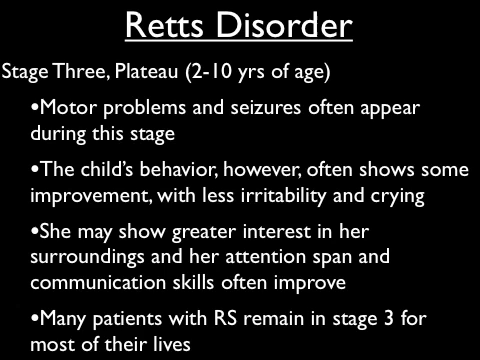 Retts Disorder
Stage Three, Plateau (2-10 yrs of age)
•Motor problems and seizures often appear
during this stage
•The child's behavior, however, often shows some
improvement, with less irritability and crying
•She may show greater interest in her
surroundings and her attention span and
communication skills often improve
•Many patients with RS remain in stage 3 for
most of their lives